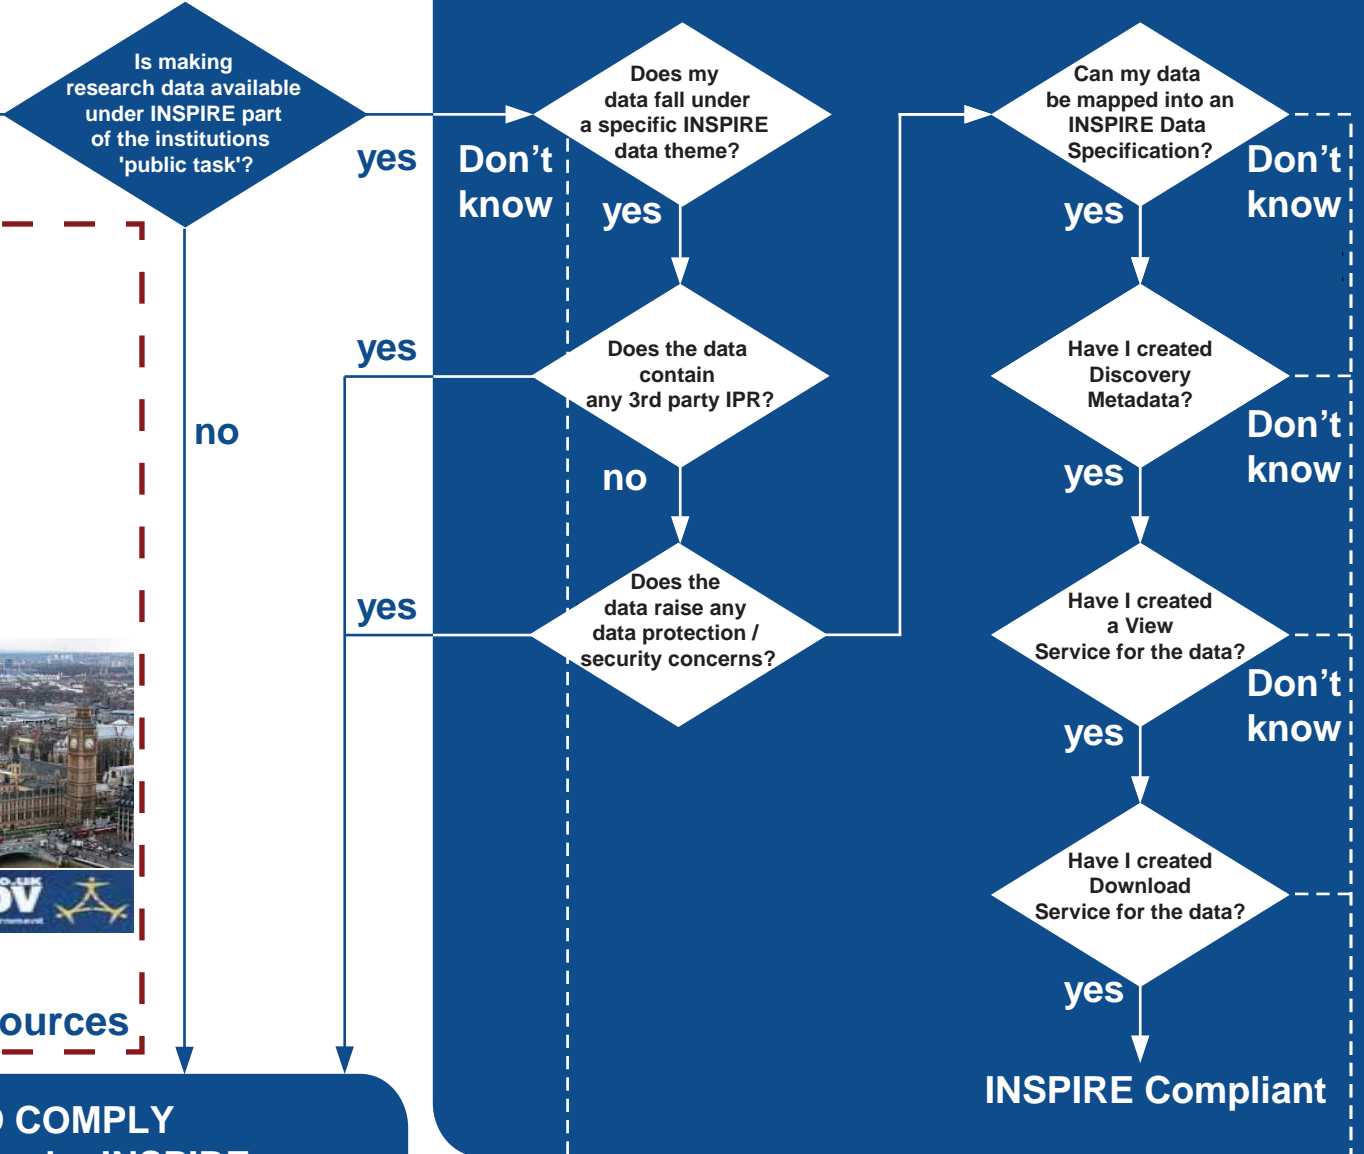 Is making
research data available
under INSPIRE part
of the institutions
'public task'?
yes
no
Does my
data fall under
a specific INSPIRE
data theme?
Don't
know
yes
Does the data
contain
any 3rd party IPR?
yes
no
Does the
data raise any
data protection /
security concerns?
yes
Can my data
be mapped into an
INSPIRE Data
Specification?
Don't
know
yes
Have I created
Discovery
Metadata?
Don't
know
yes
Have I created
a View
Service for the data?
Don't
know
yes
Have I created
Download
Service for the data?
yes
INSPIRE Compliant
ources
COMPLY